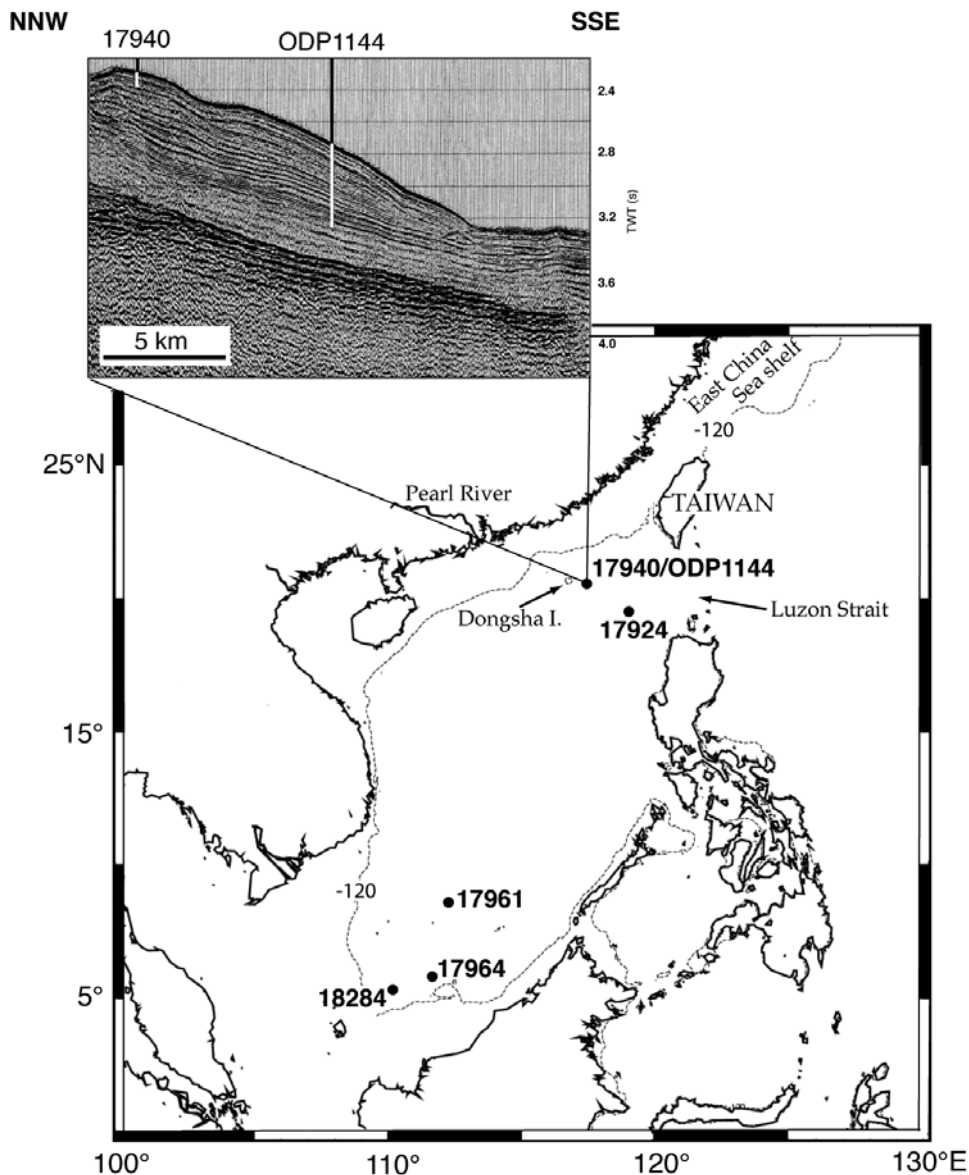 NNW
SSE
17940
ODP1144
2.4
2.8
3.2
3.6
4.0
TWT (s)
5 km
East China
Sea shelf
-120
25°N
Pearl River
TAIWAN
17940/ODP1144
Dongsha I.
Luzon Strait
17924
15°
-120
17961
17964
18284
5°
100°
110°
120°
130°E